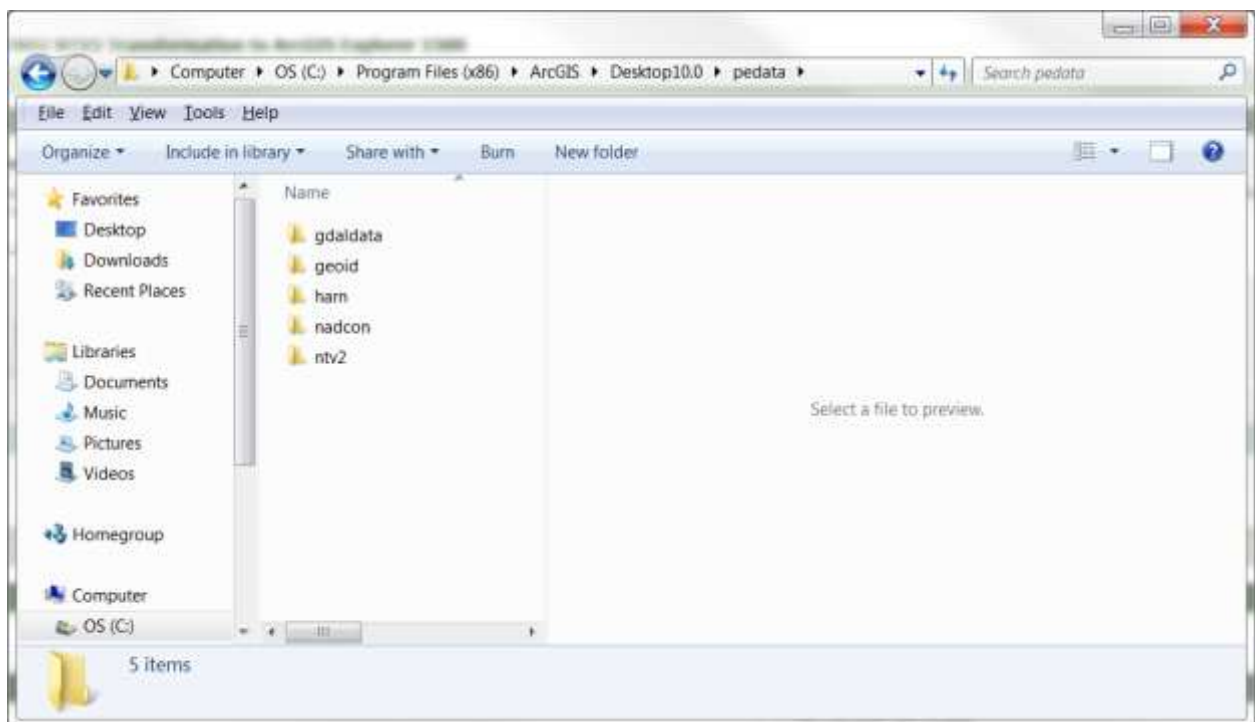 Computer ▸ OS (C:) ▸ Program Files (x86) ▸ ArcGIS ▸ Desktop10.0 ▸ pedata ▸
Search pedata
File Edit View Tools Help
Organize Include in library Share with Burn New folder
Favorites
Desktop
Downloads
Recent Places
Libraries
Documents
Music
Pictures
Videos
Homegroup
Computer
OS (C:)
Name
gdaldata
geoid
harn
nadcon
ntv2
Select a file to preview.
5 items